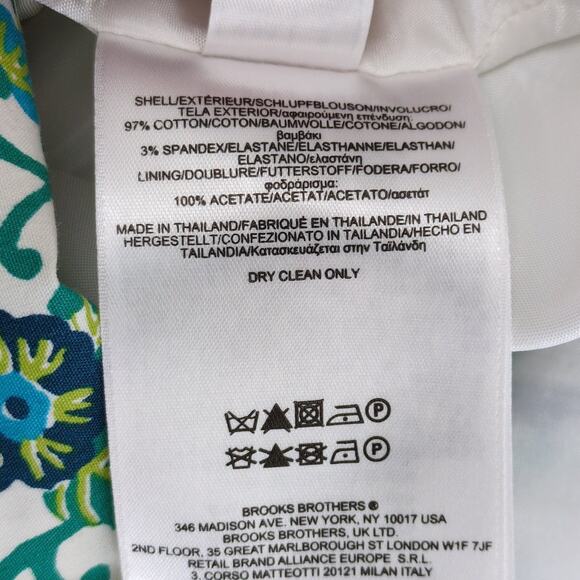 SHELL/EXTÉRIEUR/SCHLUPFBLOUSON/INVOLUCRO/
TELA EXTERIOR/αφαιρούμενη επένδυση:
97% COTTON/COTON/BAUMWOLLE/COTONE/ALGODON/
βαμβάκι
3% SPANDEX/ELASTANE/ELASTHANNE/ELASTHAN/
ELASTANO/ελαστάνη
LINING/DOUBLURE/FUTTERSTOFF/FODERA/FORRO/
φοδράρισμα:
100% ACETATE/ACETAT/ACETATO/ασετάτ
MADE IN THAILAND/FABRIQUÉ EN THAILANDE/IN THAILAND
HERGESTELLT/CONFEZIONATO IN TAILANDIA/HECHO EN
TAILANDIA/Κατασκευάζεται στην Ταϊλάνδη
DRY CLEAN ONLY
P
P
BROOKS BROTHERS ®
346 MADISON AVE. NEW YORK, NY 10017 USA
BROOKS BROTHERS, UK LTD.
2ND FLOOR, 35 GREAT MARLBOROUGH ST LONDON W1F 7JF
RETAIL BRAND ALLIANCE EUROPE S.R.L.
3, CORSO MATTEOTTI 20121 MILAN ITALY